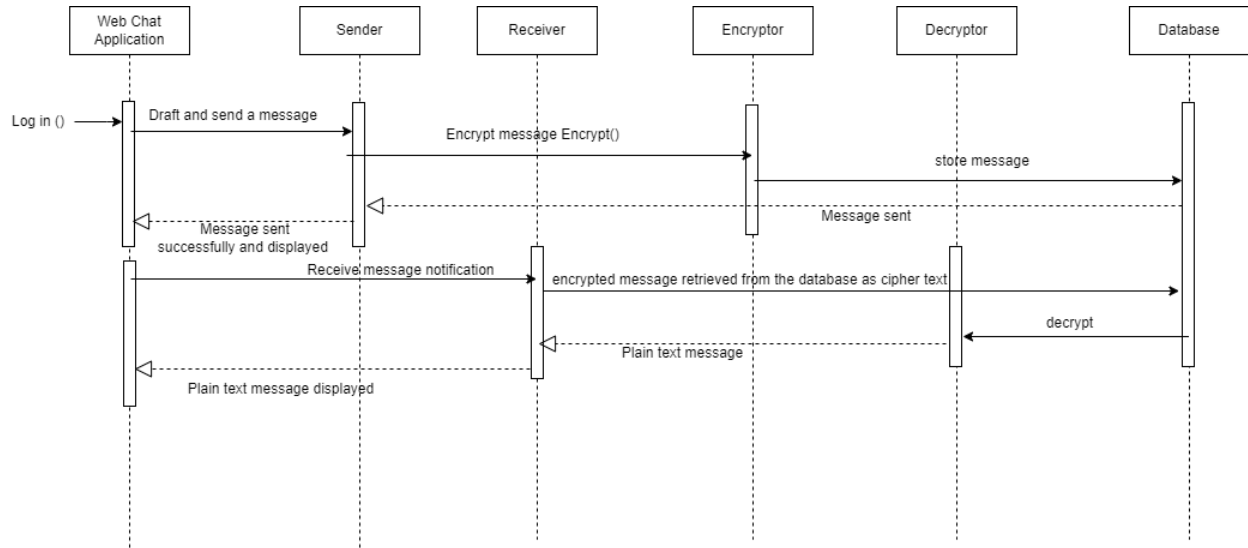 Web Chat
Application
Sender
Receiver
Encryptor
Decryptor
Database
Log in ()
Draft and send a message
Encrypt message Encrypt()
store message
Message sent
Message sent
successfully and displayed
Receive message notification
encrypted message retrieved from the database as cipher text
decrypt
Plain text message
Plain text message displayed